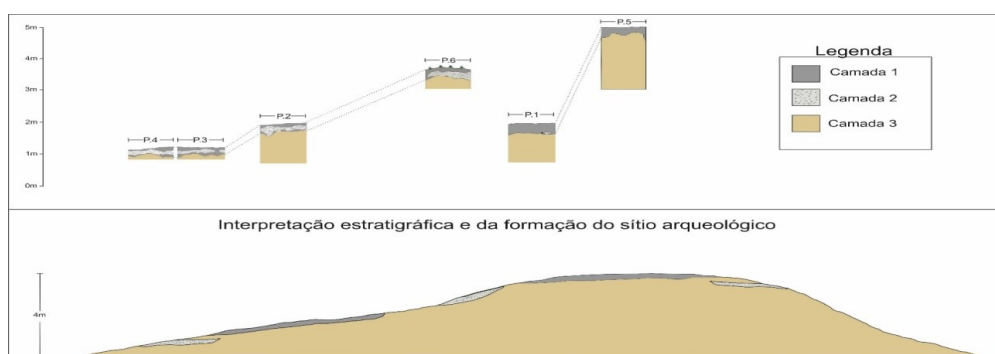 5m
4m
3m
2m
1m
0m
P.4
P.3
P.2
P.6
P.1
P.5
Legenda
Camada 1
Camada 2
Camada 3
Interpretação estratigráfica e da formação do sítio arqueológico
4m